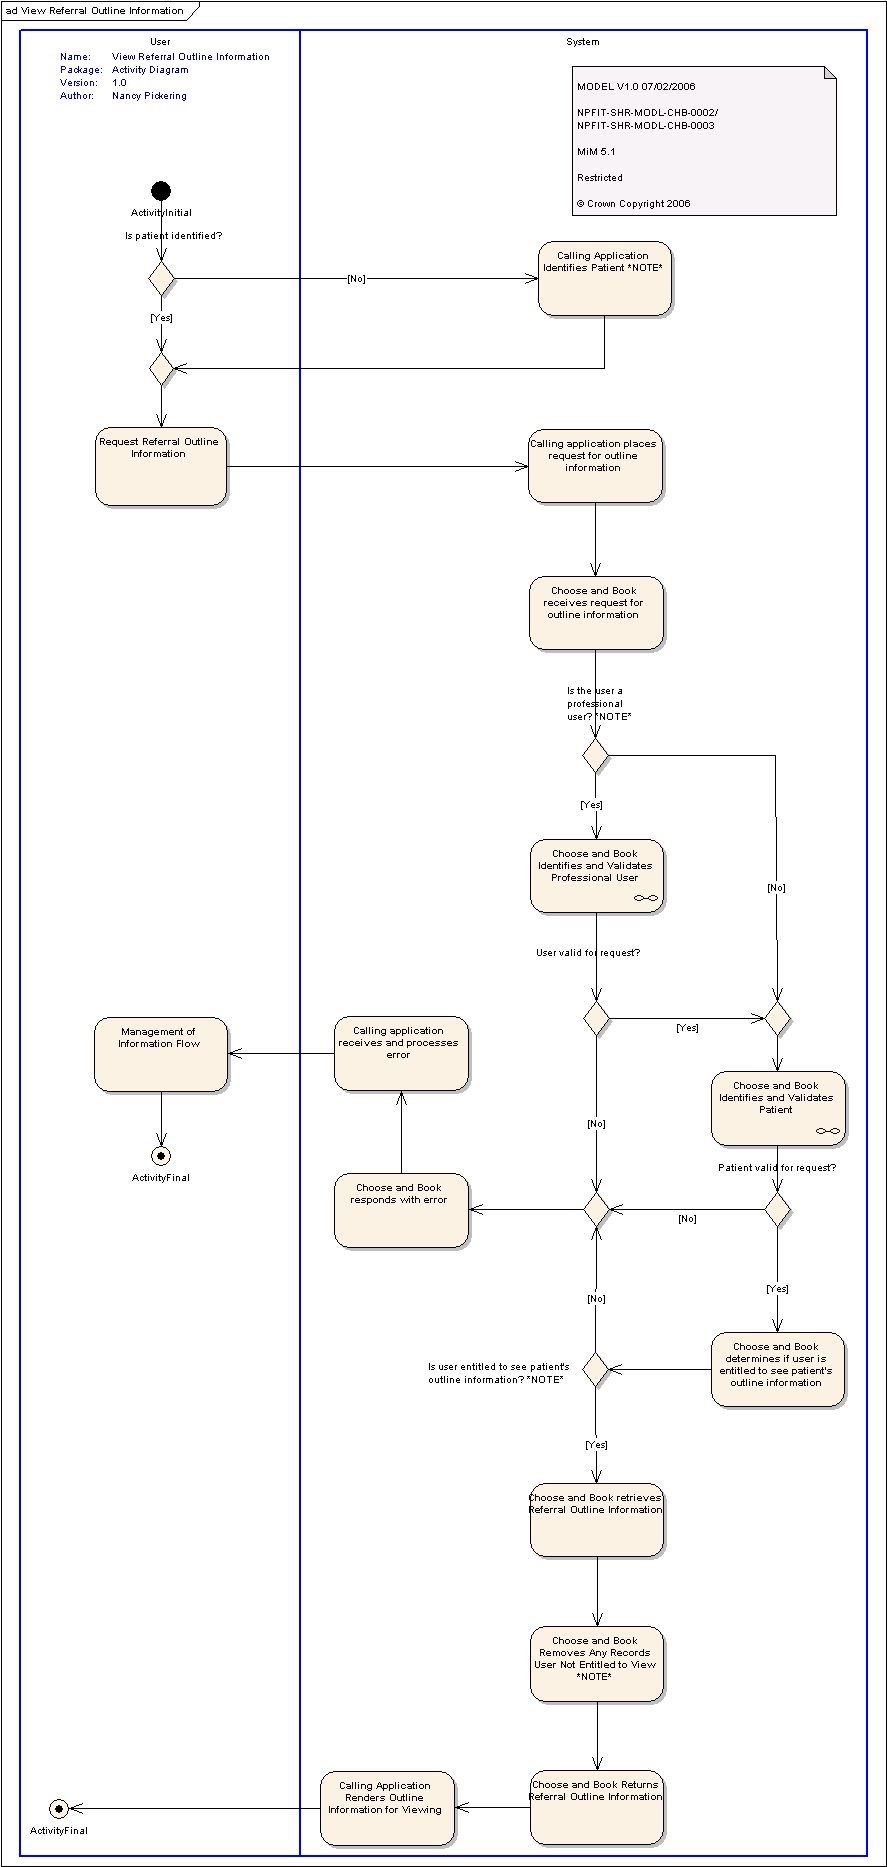 ad View Referral Outline Information
User
System
Name: View Referral Outline Information
Package: Activity Diagram
Version: 1.0
Author: Nancy Pickering
MODEL V1.0 07/02/2006
NPFIT-SHR-MODL-CHB-0002/
NPFIT-SHR-MODL-CHB-0003
MiM 5.1
Restricted
© Crown Copyright 2006
ActivityInitial
Is patient identified?
[No]
Calling Application
Identifies Patient *NOTE*
[Yes]
Request Referral Outline
Information
Calling application places
request for outline
information
Choose and Book
receives request for
outline information
Is the user a
professional
user? *NOTE*
[Yes]
Choose and Book
Identifies and Validates
Professional User
[No]
User valid for request?
[Yes]
Management of
Information Flow
Calling application
receives and processes
error
Choose and Book
Identifies and Validates
Patient
[No]
Patient valid for request?
ActivityFinal
Choose and Book
responds with error
[No]
[Yes]
[No]
Is user entitled to see patient's
outline information? *NOTE*
Choose and Book
determines if user is
entitled to see patient's
outline information
[Yes]
Choose and Book retrieves
Referral Outline Information
Choose and Book
Removes Any Records
User Not Entitled to View
*NOTE*
Choose and Book Returns
Referral Outline Information
Calling Application
Renders Outline
Information for Viewing
ActivityFinal